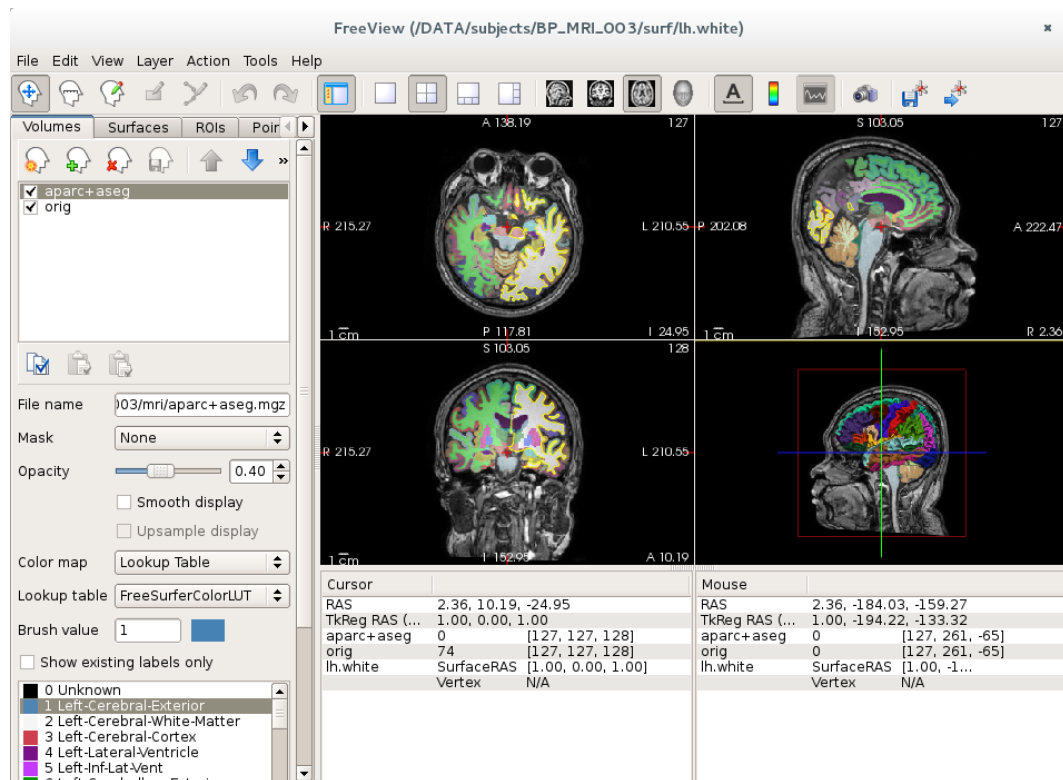 FreeView (/DATA/subjects/BP_MRI_003/surf/lh.white)
File Edit View Layer Action Tools Help
A
Volumes Surfaces ROIs Poir
»
aparc+aseg
orig
File name )03/mri/aparc+aseg.mgz
Mask None
Opacity 0.40
Smooth display
Upsample display
Color map Lookup Table
Lookup table FreeSurferColorLUT
Brush value 1
Show existing labels only
0 Unknown
1 Left-Cerebral-Exterior
2 Left-Cerebral-White-Matter
3 Left-Cerebral-Cortex
4 Left-Lateral-Ventricle
5 Left-Inf-Lat-Vent
A 138.19 127
R 215.27 L 210.55
1 cm P 117.81 I 24.95
S 103.05 127
P 202.08 A 222.47
1 cm I 152.95 R 2.36
S 103.05 128
R 215.27 L 210.55
1 cm I 152.95 A 10.19
Cursor
RAS 2.36, 10.19, -24.95
TkReg RAS (... 1.00, 0.00, 1.00
aparc+aseg 0 [127, 127, 128]
orig 74 [127, 127, 128]
lh.white SurfaceRAS [1.00, 0.00, 1.00]
Vertex N/A
Mouse
RAS 2.36, -184.03, -159.27
TkReg RAS (... 1.00, -194.22, -133.32
aparc+aseg 0 [127, 261, -65]
orig 0 [127, 261, -65]
lh.white SurfaceRAS [1.00, -1...
Vertex N/A